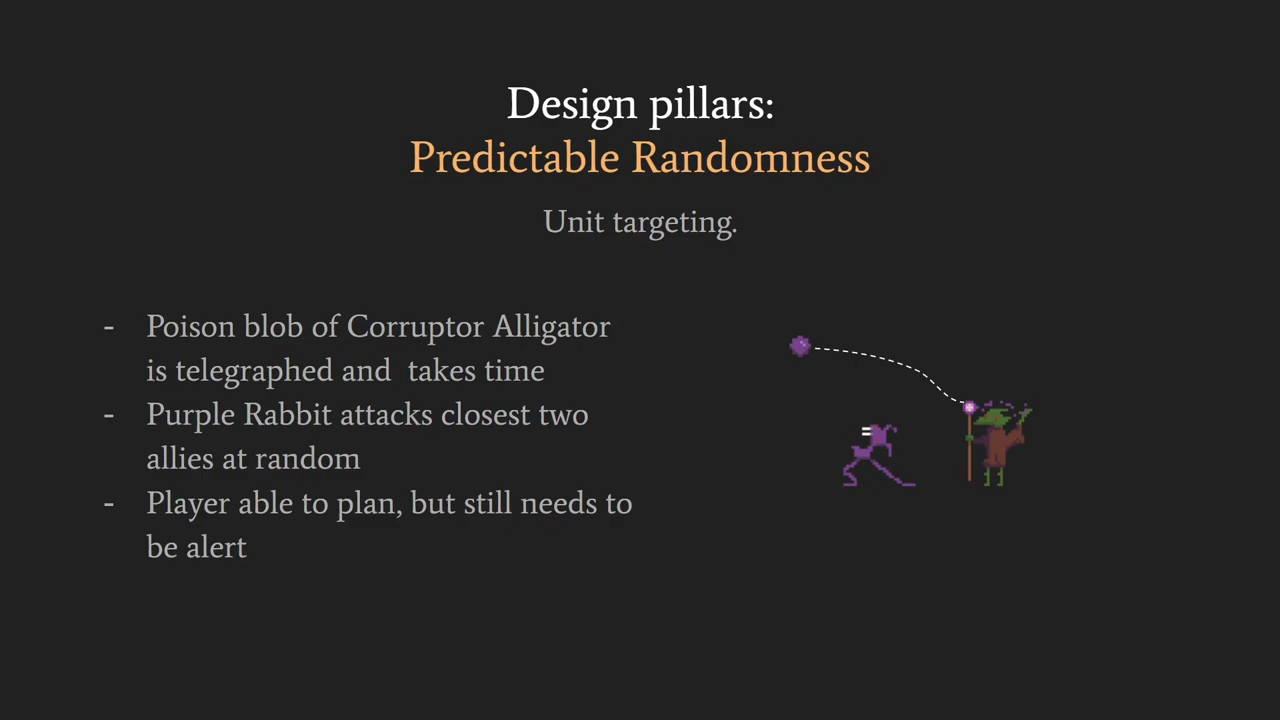 Design pillars:
Predictable Randomness
Unit targeting.
- Poison blob of Corruptor Alligator
is telegraphed and  takes time
- Purple Rabbit attacks closest two
allies at random
- Player able to plan, but still needs to
be alert